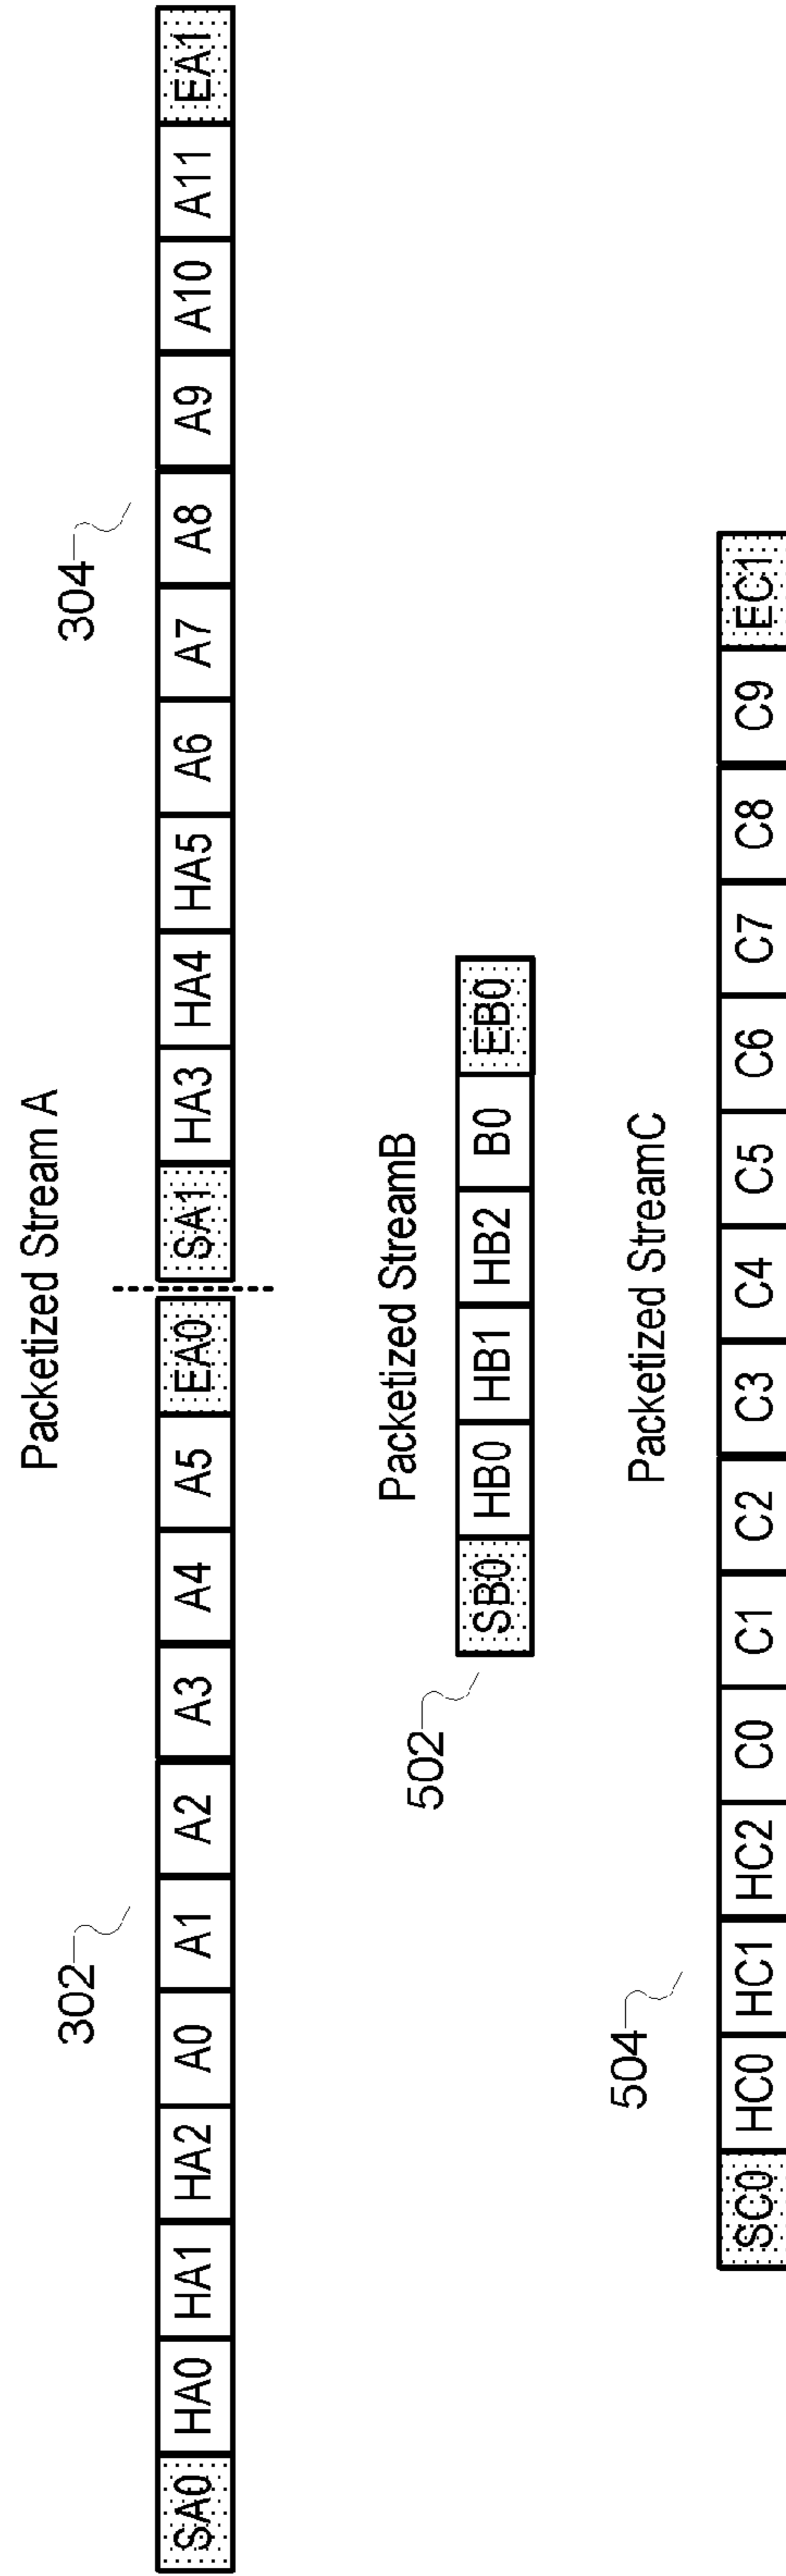 Packetized Stream A
302
304
SA0 HA0 HA1 HA2 A0 A1 A2 A3 A4 A5 EA0 SA1 HA3 HA4 HA5 A6 A7 A8 A9 A10 A11 EA1
Packetized StreamB
502
SB0 HB0 HB1 HB2 B0 EB0
Packetized StreamC
504
SC0 HC0 HC1 HC2 C0 C1 C2 C3 C4 C5 C6 C7 C8 C9 EC1